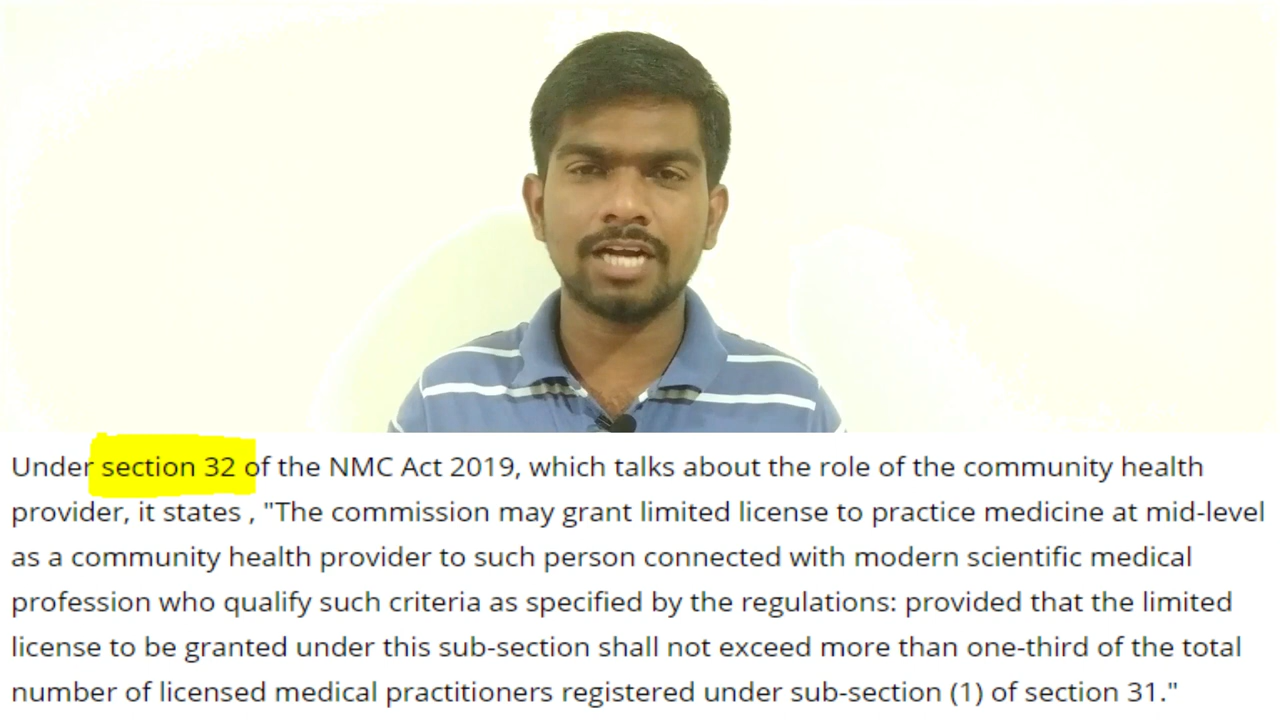 Under section 32 of the NMC Act 2019, which talks about the role of the community health
provider, it states , "The commission may grant limited license to practice medicine at mid-level
as a community health provider to such person connected with modern scientific medical
profession who qualify such criteria as specified by the regulations: provided that the limited
license to be granted under this sub-section shall not exceed more than one-third of the total
number of licensed medical practitioners registered under sub-section (1) of section 31."